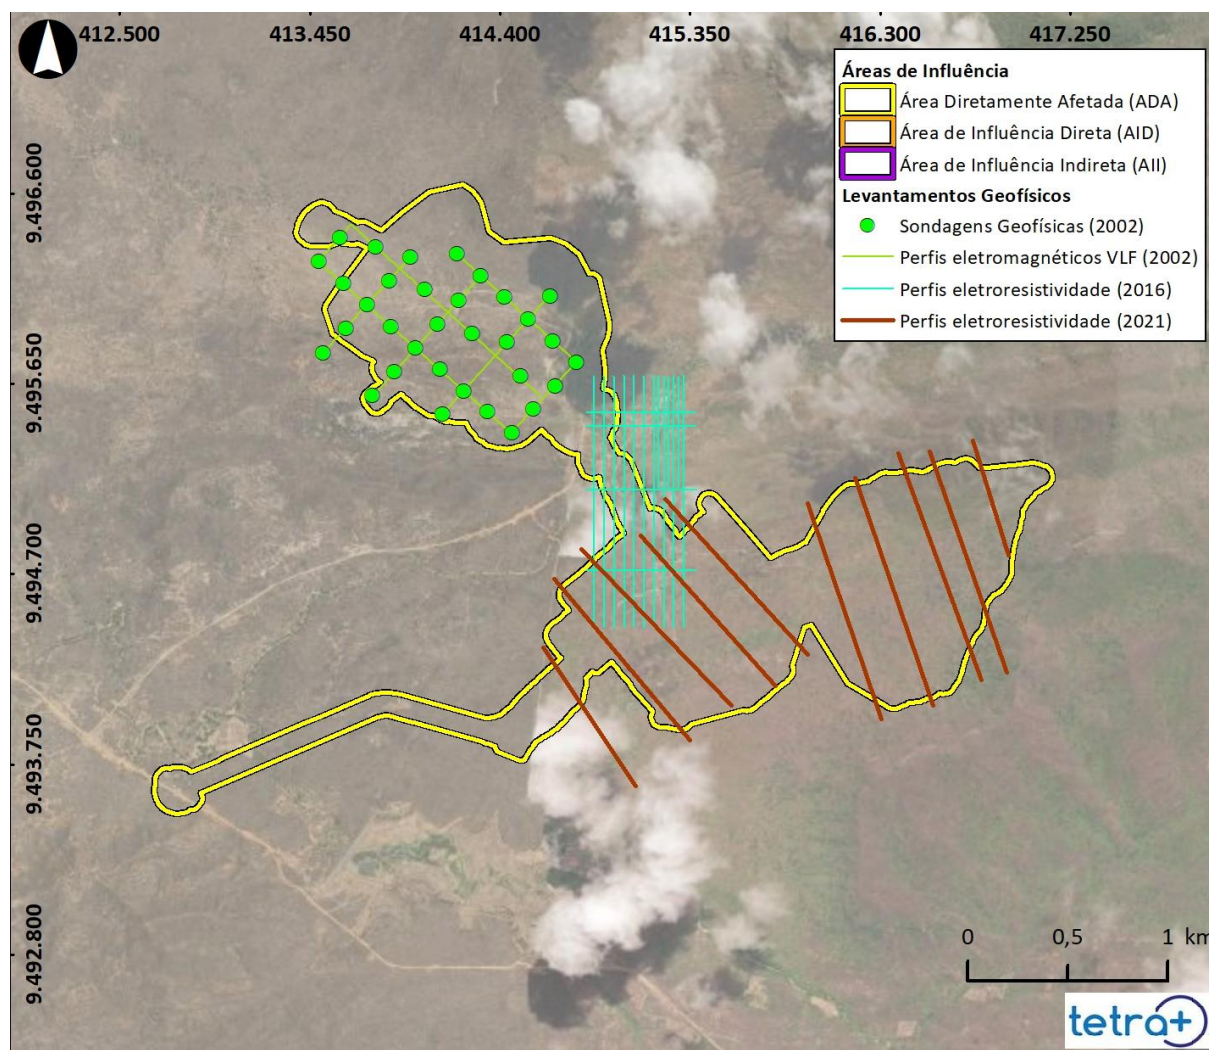 412.500 413.450 414.400 415.350 416.300 417.250
Áreas de Influência
Área Diretamente Afetada (ADA)
Área de Influência Direta (AID)
Área de Influência Indireta (AII)
Levantamentos Geofísicos
Sondagens Geofísicas (2002)
Perfis eletromagnéticos VLF (2002)
Perfis eletroresistividade (2016)
Perfis eletroresistividade (2021)
9.496.600
9.495.650
9.494.700
9.493.750
9.492.800
0 0,5 1 km
tetra+